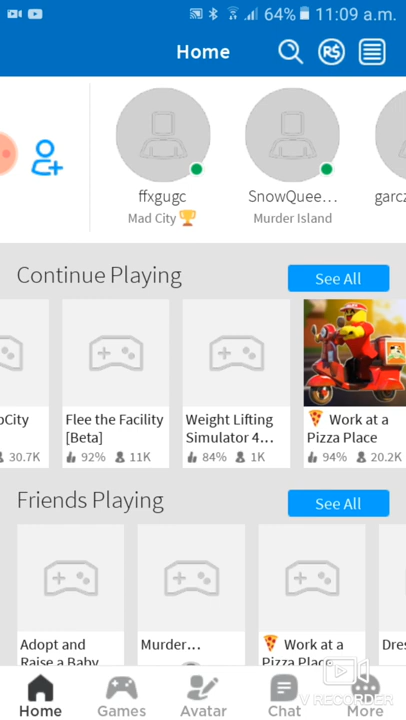 64% 11:09 a.m.
Home
R$
ffxgugc
SnowQuee...
garcz
Mad City 🏆
Murder Island
Continue Playing
See All
oCity
Flee the Facility
[Beta]
Weight Lifting
Simulator 4...
🍕 Work at a
Pizza Place
30.7K
92% 11K
84% 1K
94% 20.2K
Friends Playing
See All
Adopt and
Raise a Baby
Murder...
🍕 Work at a
Pizza Place
Dres
V RECORDER
Home
Games
Avatar
Chat
More